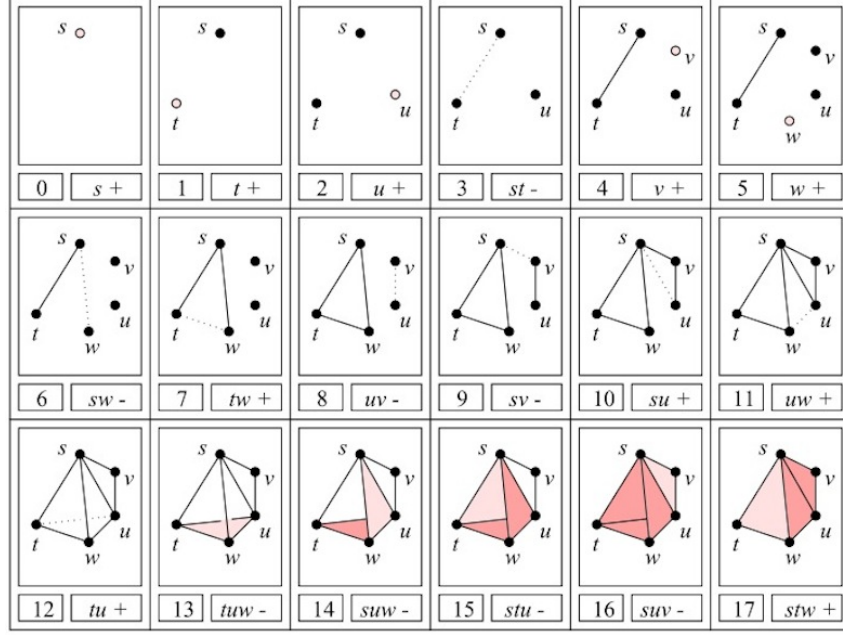 s s s s s v s v
t t u t u t u t u w
0 s + 1 t + 2 u + 3 st - 4 v + 5 w +
s v s v s v s v s v s v
t w u t w u t w u t w u t w u t w u
6 sw - 7 tw + 8 uv - 9 sv - 10 su + 11 uw +
s v s v s v s v s v s v
t w u t w u t w u t w u t w u t w u
12 tu + 13 tuw - 14 suw - 15 stu - 16 suv - 17 stw +